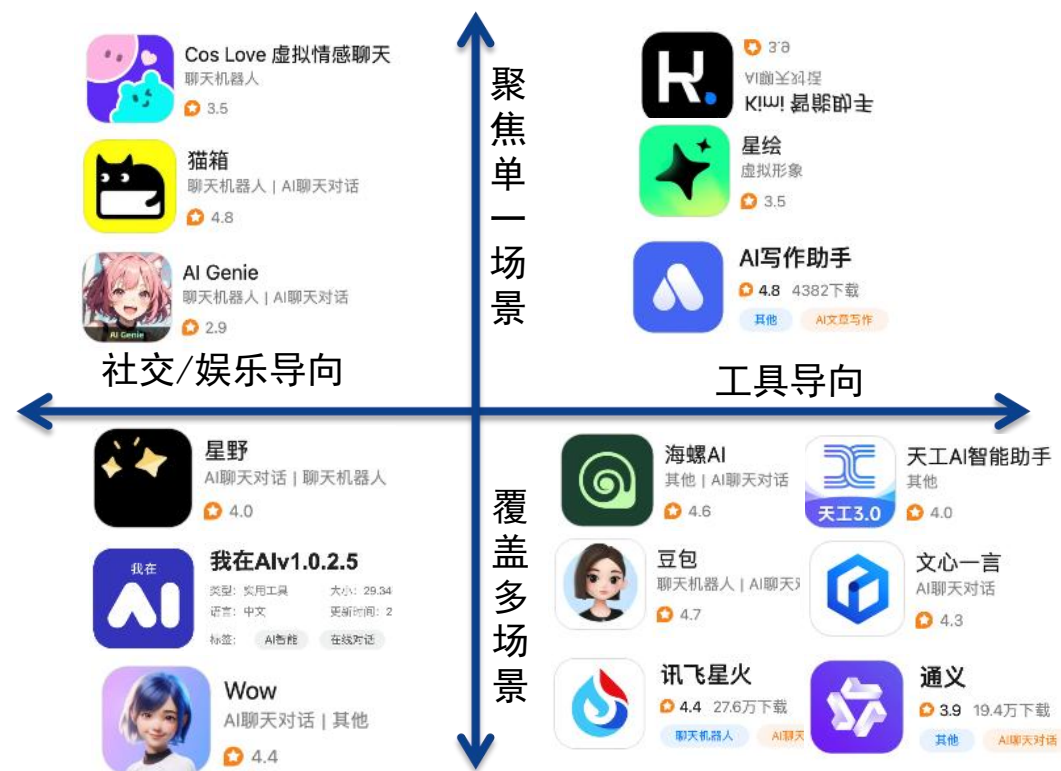 Cos Love 虚拟情感聊天
聊天机器人
3.5
猫箱
聊天机器人 | AI聊天对话
4.8
AI Genie
AI Genie
聊天机器人 | AI聊天对话
2.9
聚焦单一场景
3.9
AI聊天对话
Kimi 智能助手
星绘
虚拟形象
3.5
AI写作助手
4.8 4382下载
其他 AI文章写作
社交/娱乐导向
工具导向
星野
AI聊天对话 | 聊天机器人
4.0
我在
AI
我在AIv1.0.2.5
类型: 实用工具 大小: 29.34
语言: 中文 更新时间: 2
标签: AI智能 在线对话
Wow
AI聊天对话 | 其他
4.4
覆盖多场景
海螺AI
其他 | AI聊天对话
4.6
天工3.0
天工AI智能助手
其他
4.0
豆包
聊天机器人 | AI聊天
4.7
文心一言
AI聊天对话
4.3
讯飞星火
4.4 27.6万下载
聊天机器人 AI聊天
通义
3.9 19.4万下载
其他 AI聊天对话